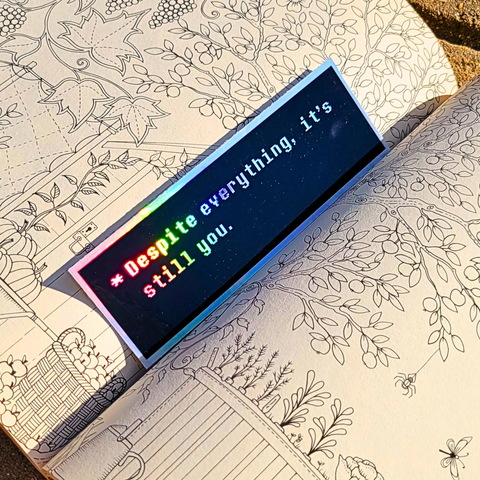 * Despite everything, it's
still you.